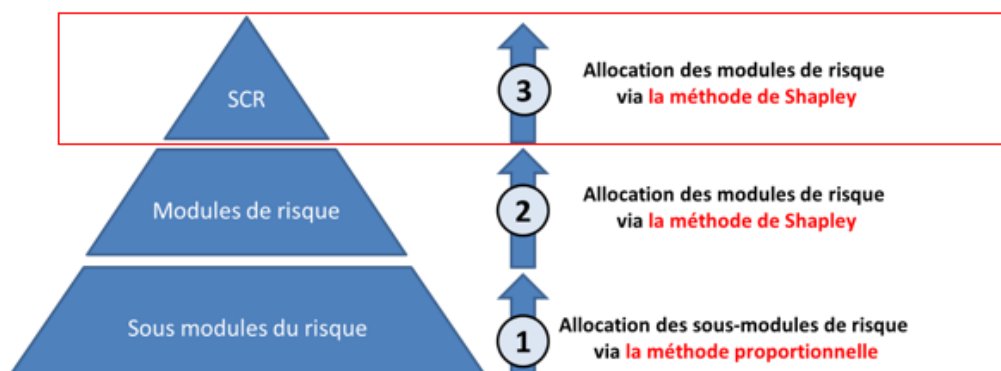 SCR
3
Allocation des modules de risque
via la méthode de Shapley
Modules de risque
2
Allocation des modules de risque
via la méthode de Shapley
Sous modules du risque
1
Allocation des sous-modules de risque
via la méthode proportionnelle